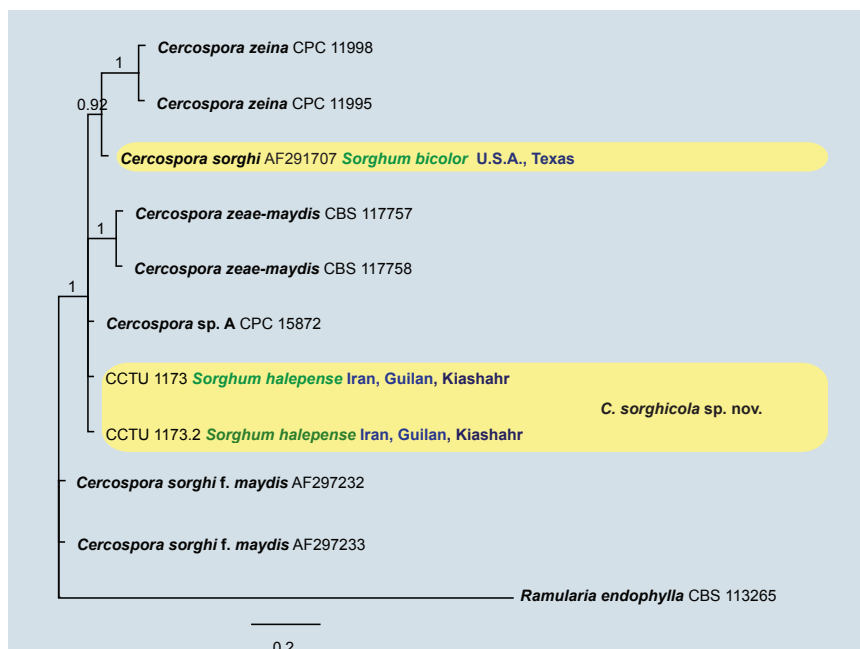 Cercospora zeina CPC 11998
1
0.92
Cercospora zeina CPC 11995
Cercospora sorghi AF291707 Sorghum bicolor U.S.A., Texas
Cercospora zeae-maydis CBS 117757
1
Cercospora zeae-maydis CBS 117758
1
Cercospora sp. A CPC 15872
CCTU 1173 Sorghum halepense Iran, Guilan, Kiashahr
C. sorghicola sp. nov.
CCTU 1173.2 Sorghum halepense Iran, Guilan, Kiashahr
Cercospora sorghi f. maydis AF297232
Cercospora sorghi f. maydis AF297233
Ramularia endophylla CBS 113265
0.2